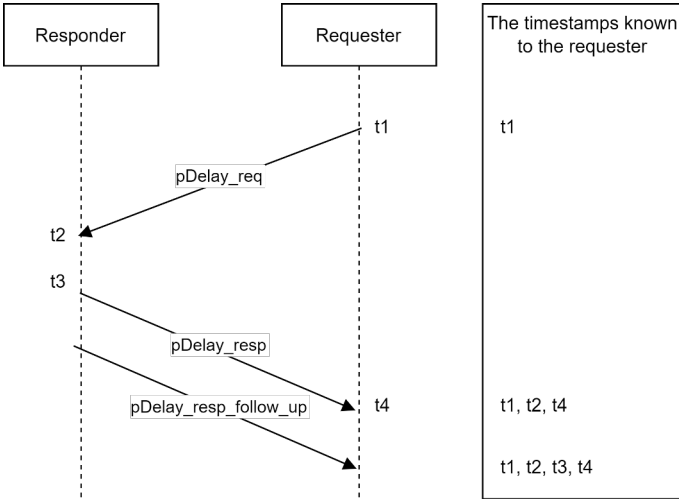 Responder
Requester
The timestamps known
to the requester
t1
t1
pDelay_req
t2
t3
pDelay_resp
pDelay_resp_follow_up
t4
t1, t2, t4
t1, t2, t3, t4